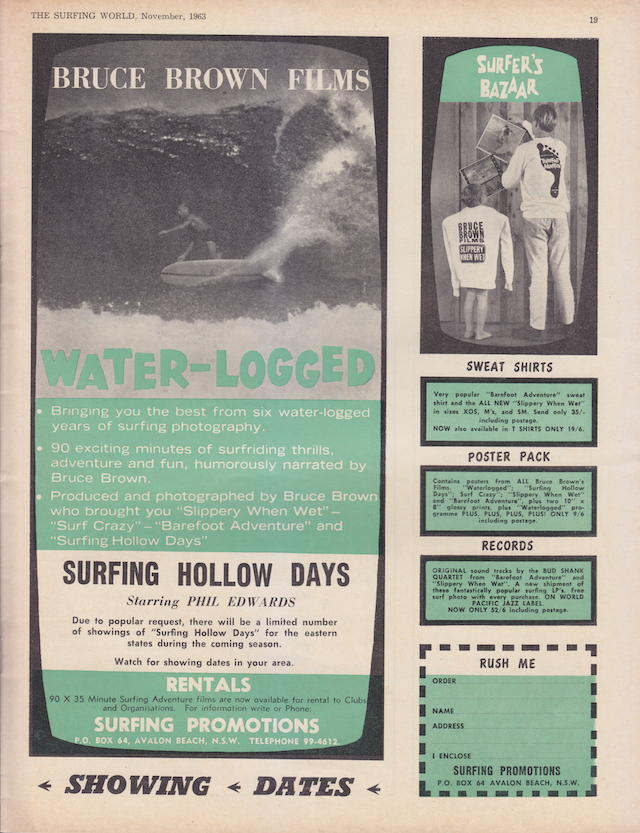 THE SURFING WORLD, November, 1963
19
BRUCE BROWN FILMS
WATER-LOGGED
• Bringing you the best from six water-logged
years of surfing photography.
• 90 exciting minutes of surfriding thrills,
adventure and fun, humorously narrated by
Bruce Brown.
• Produced and photographed by Bruce Brown
who brought you "Slippery When Wet"–
"Surf Crazy"–"Barefoot Adventure" and
"Surfing Hollow Days"
SURFING HOLLOW DAYS
Starring PHIL EDWARDS
Due to popular request, there will be a limited number
of showings of "Surfing Hollow Days" for the eastern
states during the coming season.
Watch for showing dates in your area.
RENTALS
90 X 35 Minute Surfing Adventure films are now available for rental to Clubs
and Organisations. For information write or Phone:
SURFING PROMOTIONS
P.O. BOX 64, AVALON BEACH, N.S.W. TELEPHONE 99-4612
SHOWING DATES
SURFER'S
BAZAAR
BRUCE
BROWN
FILMS
SLIPPERY
WHEN WET
SWEAT SHIRTS
Very popular "Barefoot Adventure" sweat
shirt and the ALL NEW "Slippery When Wet"
in sizes XOS, M's, and SM. Send only 35/-
including postage.
NOW also available in T SHIRTS ONLY 19/6.
POSTER PACK
Contains posters from ALL Bruce Brown's
Films. "Waterlogged"; "Surfing Hollow
Days"; Surf Crazy"; "Slippery When Wet"
and "Barefoot Adventure", plus two 10" x
8" glossy prints, plus "Waterlogged" pro-
gramme PLUS, PLUS, PLUS, PLUS! ONLY 9/6
including postage.
RECORDS
ORIGINAL sound tracks by the BUD SHANK
QUARTET from "Barefoot Adventure" and
"Slippery When Wet". A new shipment of
these fantastically popular surfing LP's. Free
surf photo with every purchase. ON WORLD
PACIFIC JAZZ LABEL.
NOW ONLY 52/6 including postage.
RUSH ME
ORDER
NAME
ADDRESS
I ENCLOSE
SURFING PROMOTIONS
P.O. BOX 64 AVALON BEACH, N.S.W.